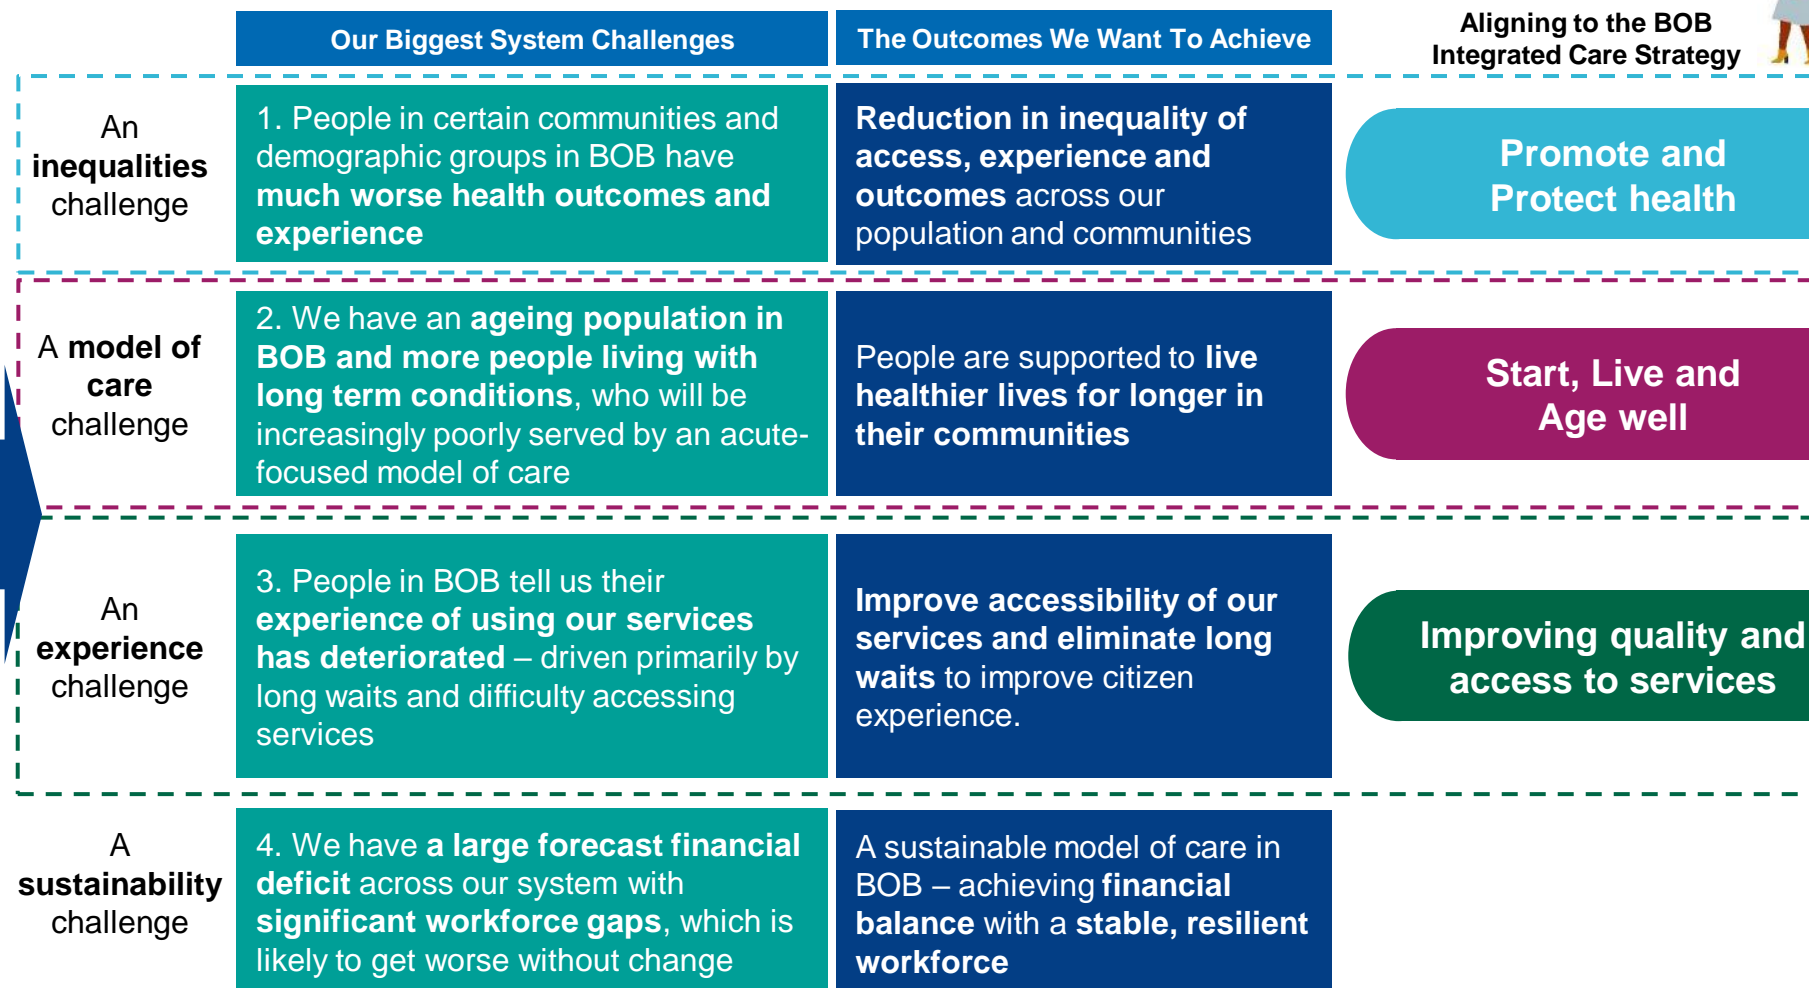 Our Biggest System Challenges
The Outcomes We Want To Achieve
Aligning to the BOB
Integrated Care Strategy
An
inequalities
challenge
1. People in certain communities and
demographic groups in BOB have
much worse health outcomes and
experience
Reduction in inequality of
access, experience and
outcomes across our
population and communities
Promote and
Protect health
A model of
care
challenge
2. We have an ageing population in
BOB and more people living with
long term conditions, who will be
increasingly poorly served by an acute-
focused model of care
People are supported to live
healthier lives for longer in
their communities
Start, Live and
Age well
An
experience
challenge
3. People in BOB tell us their
experience of using our services
has deteriorated – driven primarily by
long waits and difficulty accessing
services
Improve accessibility of our
services and eliminate long
waits to improve citizen
experience.
Improving quality and
access to services
A
sustainability
challenge
4. We have a large forecast financial
deficit across our system with
significant workforce gaps, which is
likely to get worse without change
A sustainable model of care in
BOB – achieving financial
balance with a stable, resilient
workforce